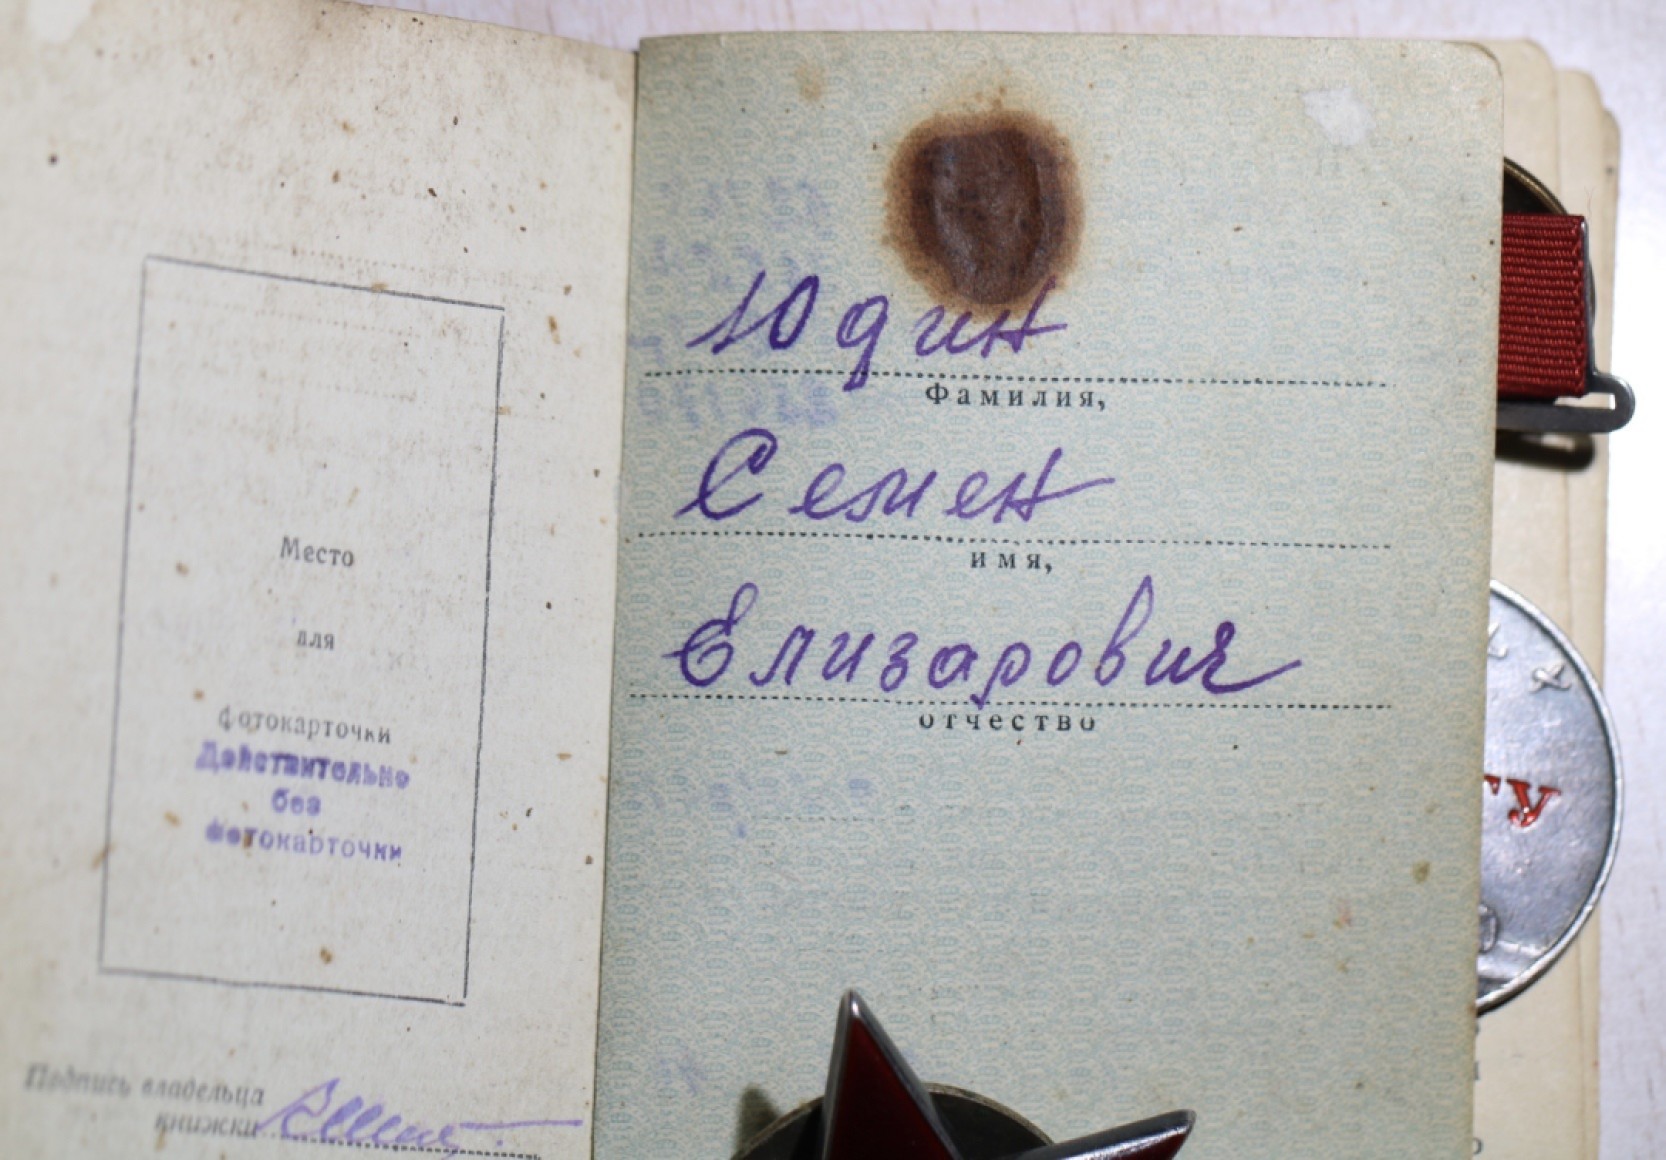 Место
для
фотокарточки
Действительно
без
фотокарточки
Подпись владельца
книжки
Юдин
Фамилия,
Семен
имя,
Елизарович
отчество